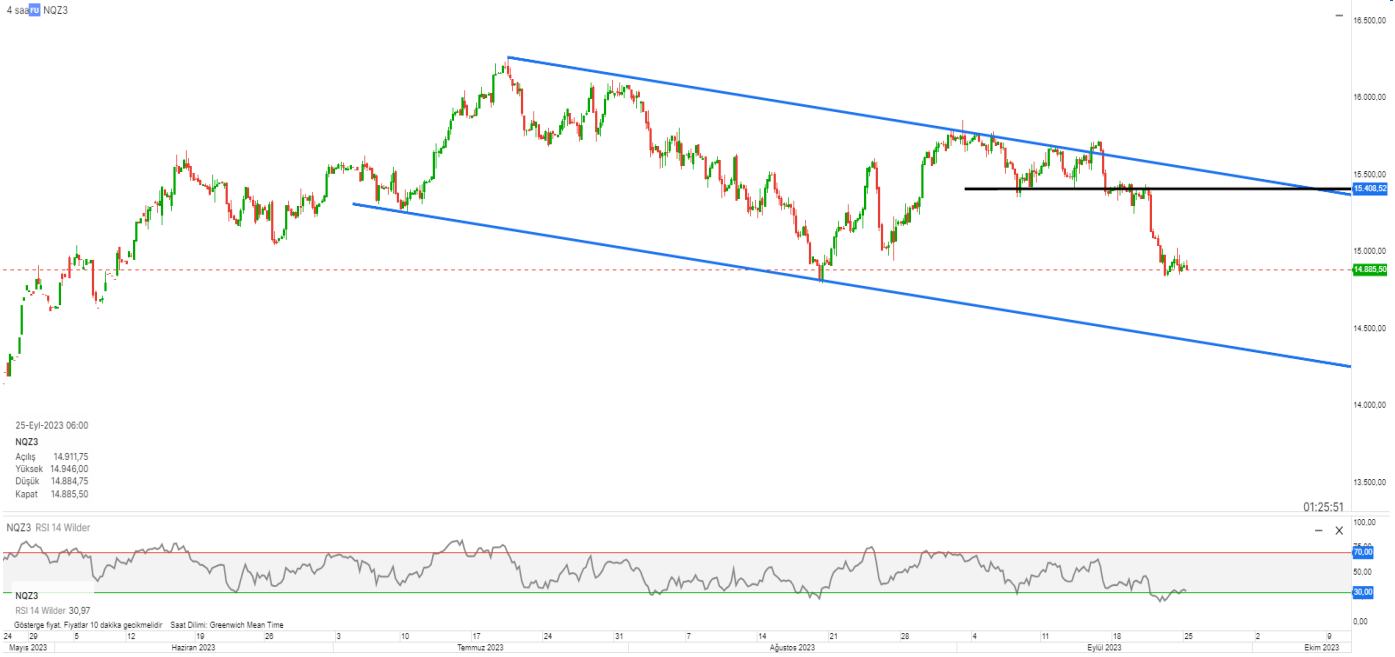 4 saa ru NQZ3
16.500,00
16.000,00
15.500,00
15.408,52
15.000,00
14.885,50
14.500,00
14.000,00
13.500,00
25-Eyl-2023 06:00
NQZ3
Açılış 14.911,75
Yüksek 14.946,00
Düşük 14.884,75
Kapat 14.885,50
01:25:51
NQZ3 RSI 14 Wilder
100,00
70,00
50,00
30,00
0,00
NQZ3
RSI 14 Wilder 30,97
Gösterge fiyat. Fiyatlar 10 dakika gecikmelidir Saat Dilimi: Greenwich Mean Time
24 29 5 12 19 26 3 10 17 24 31 7 14 21 28 4 11 18 25 2 9
Mayıs 2023 Haziran 2023 Temmuz 2023 Ağustos 2023 Eylül 2023 Ekim 2023